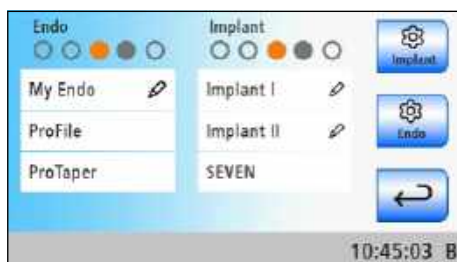 Endo
My Endo
ProFile
ProTaper
Implant
Implant I
Implant II
SEVEN
Implant
Endo
10:45:03 B